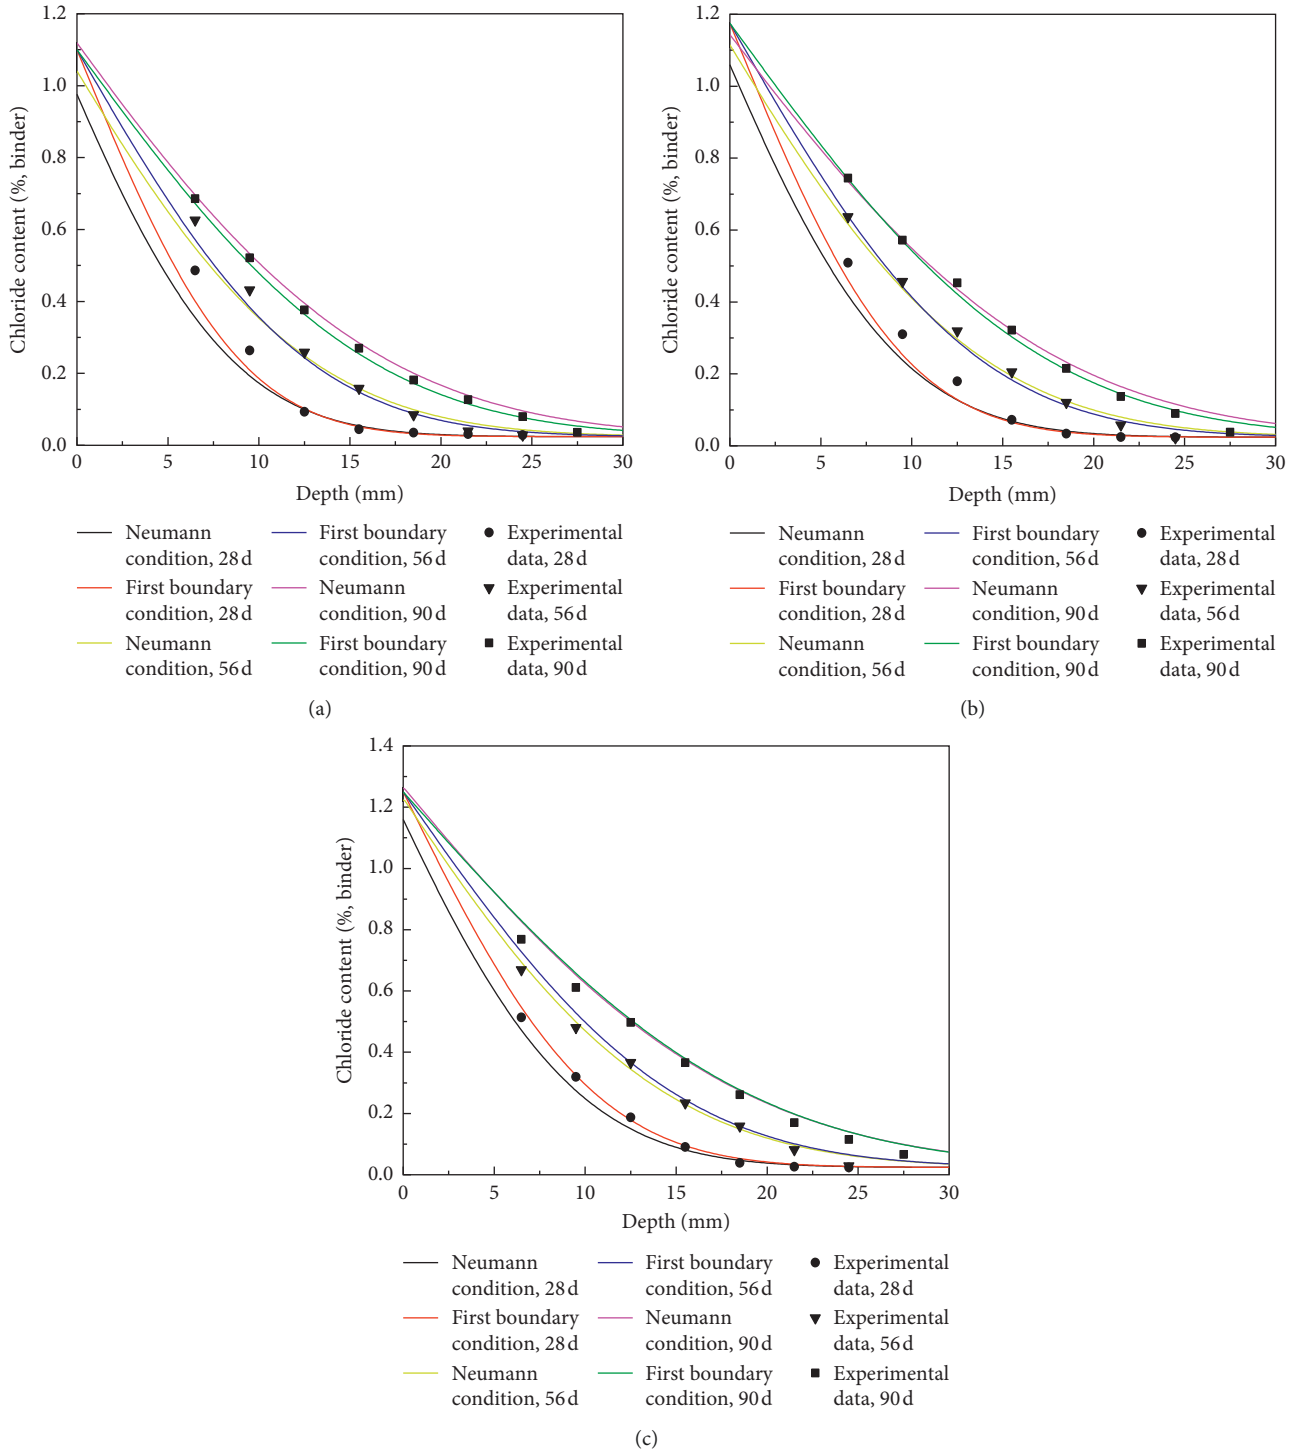 1.2
1.0
0.8
0.6
0.4
0.2
0.0
Chloride content (%, binder)
0 5 10 15 20 25 30
Depth (mm)
Neumann condition, 28 d
First boundary condition, 28 d
Neumann condition, 56 d
First boundary condition, 56 d
Neumann condition, 90 d
First boundary condition, 90 d
Experimental data, 28 d
Experimental data, 56 d
Experimental data, 90 d
(a)
1.2
1.0
0.8
0.6
0.4
0.2
0.0
Chloride content (%, binder)
0 5 10 15 20 25 30
Depth (mm)
Neumann condition, 28 d
First boundary condition, 28 d
Neumann condition, 56 d
First boundary condition, 56 d
Neumann condition, 90 d
First boundary condition, 90 d
Experimental data, 28 d
Experimental data, 56 d
Experimental data, 90 d
(b)
1.4
1.2
1.0
0.8
0.6
0.4
0.2
0.0
Chloride content (%, binder)
0 5 10 15 20 25 30
Depth (mm)
Neumann condition, 28 d
First boundary condition, 28 d
Neumann condition, 56 d
First boundary condition, 56 d
Neumann condition, 90 d
First boundary condition, 90 d
Experimental data, 28 d
Experimental data, 56 d
Experimental data, 90 d
(c)